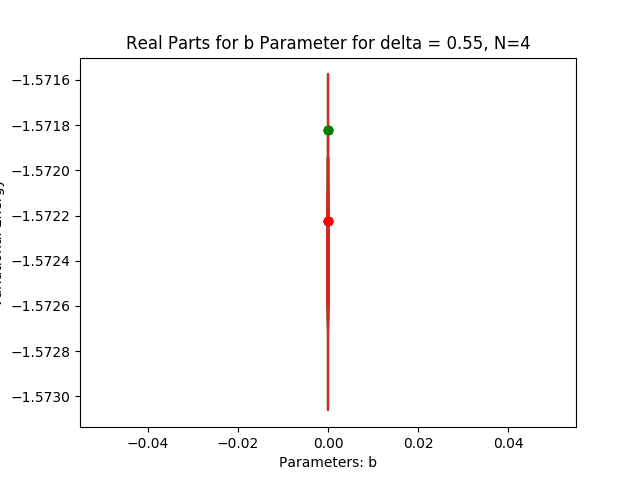 Real Parts for b Parameter for delta = 0.55, N=4
−1.5716
−1.5718
−1.5720
−1.5722
−1.5724
−1.5726
−1.5728
−1.5730
−0.04 −0.02 0.00 0.02 0.04
Parameters: b